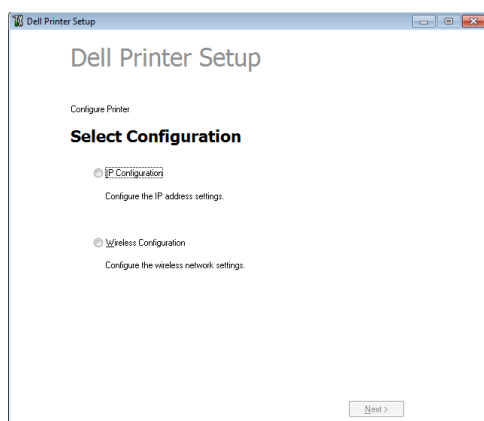 Dell Printer Setup
Dell Printer Setup
Configure Printer
Select Configuration
IP Configuration
Configure the IP address settings.
Wireless Configuration
Configure the wireless network settings.
Next >